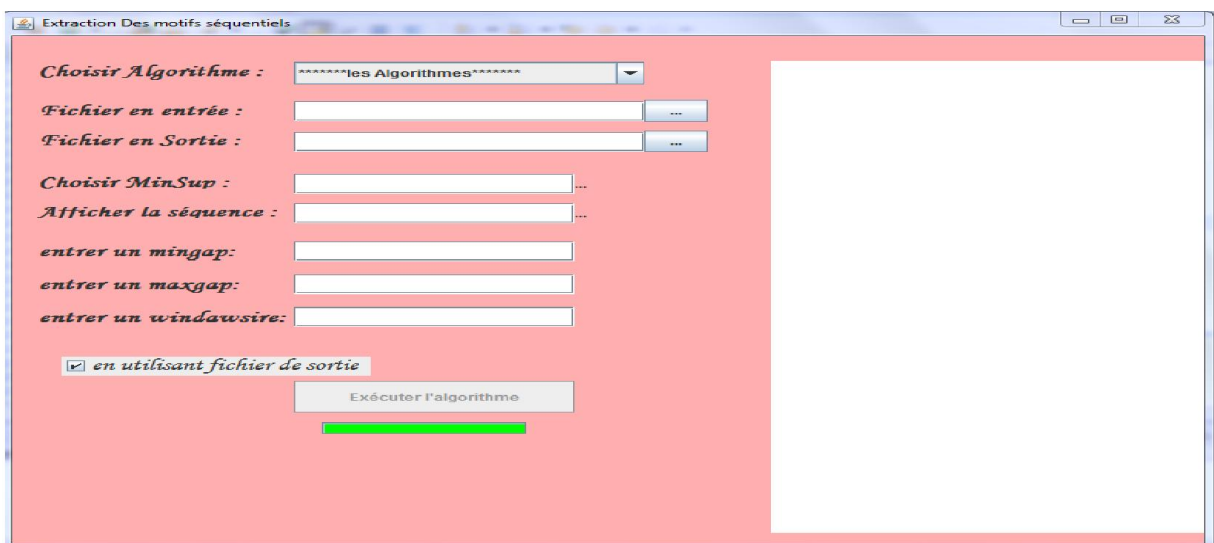 Extraction Des motifs séquentiels
Choisir Algorithme :
*******les Algorithmes*******
Fichier en entrée :
...
Fichier en Sortie :
...
Choisir MinSup :
...
Afficher la séquence :
...
entrer un mingap:
entrer un maxgap:
entrer un windawsire:
en utilisant fichier de sortie
Exécuter l'algorithme